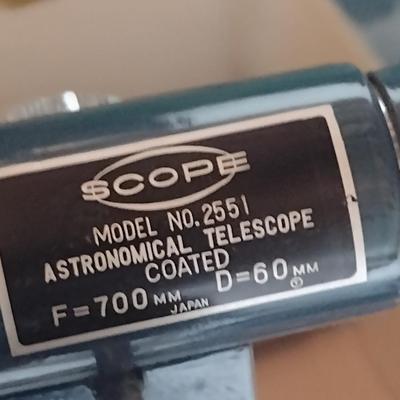 SCOPE
MODEL NO. 2551
ASTRONOMICAL TELESCOPE
COATED
F=700MM D=60MM
JAPAN